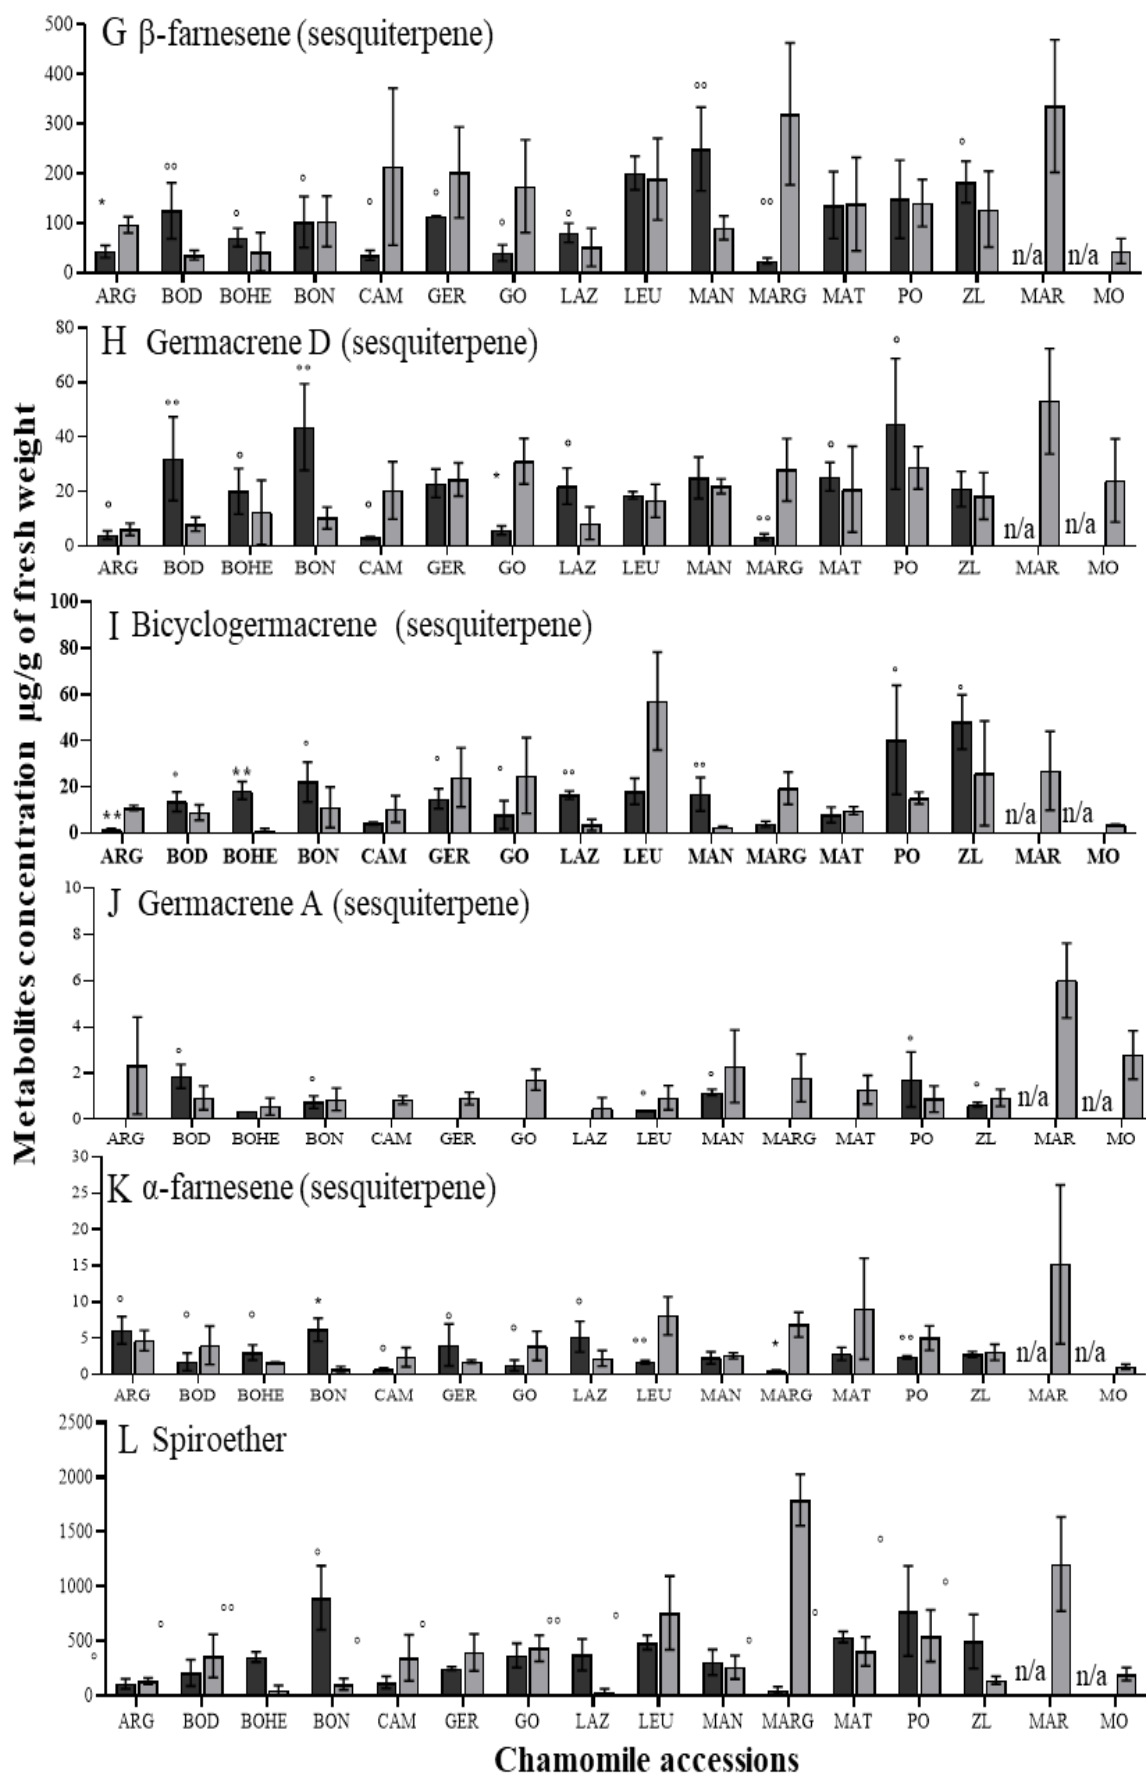 Metabolites concentration µg/g of fresh weight
G β-farnesene (sesquiterpene)
500
400
300
200
100
0
* °° ° ° ° ° ° ° °° °° °
n/a n/a
ARG BOD BOHE BON CAM GER GO LAZ LEU MAN MARG MAT PO ZL MAR MO
H Germacrene D (sesquiterpene)
80
60
40
20
0
° °° ° °° ° * ° °° ° °
n/a n/a
ARG BOD BOHE BON CAM GER GO LAZ LEU MAN MARG MAT PO ZL MAR MO
I Bicyclogermacrene (sesquiterpene)
100
80
60
40
20
0
** ° ** ° ° ° °° °° ° °
n/a n/a
ARG BOD BOHE BON CAM GER GO LAZ LEU MAN MARG MAT PO ZL MAR MO
J Germacrene A (sesquiterpene)
10
8
6
4
2
0
° ° ° ° ° °
n/a n/a
ARG BOD BOHE BON CAM GER GO LAZ LEU MAN MARG MAT PO ZL MAR MO
K α-farnesene (sesquiterpene)
30
25
20
15
10
5
0
° ° ° * ° ° ° ° °° * °°
n/a n/a
ARG BOD BOHE BON CAM GER GO LAZ LEU MAN MARG MAT PO ZL MAR MO
L Spiroether
2500
2000
1500
1000
500
0
° ° °° ° ° ° °° ° ° ° ° °
n/a n/a
ARG BOD BOHE BON CAM GER GO LAZ LEU MAN MARG MAT PO ZL MAR MO
Chamomile accessions